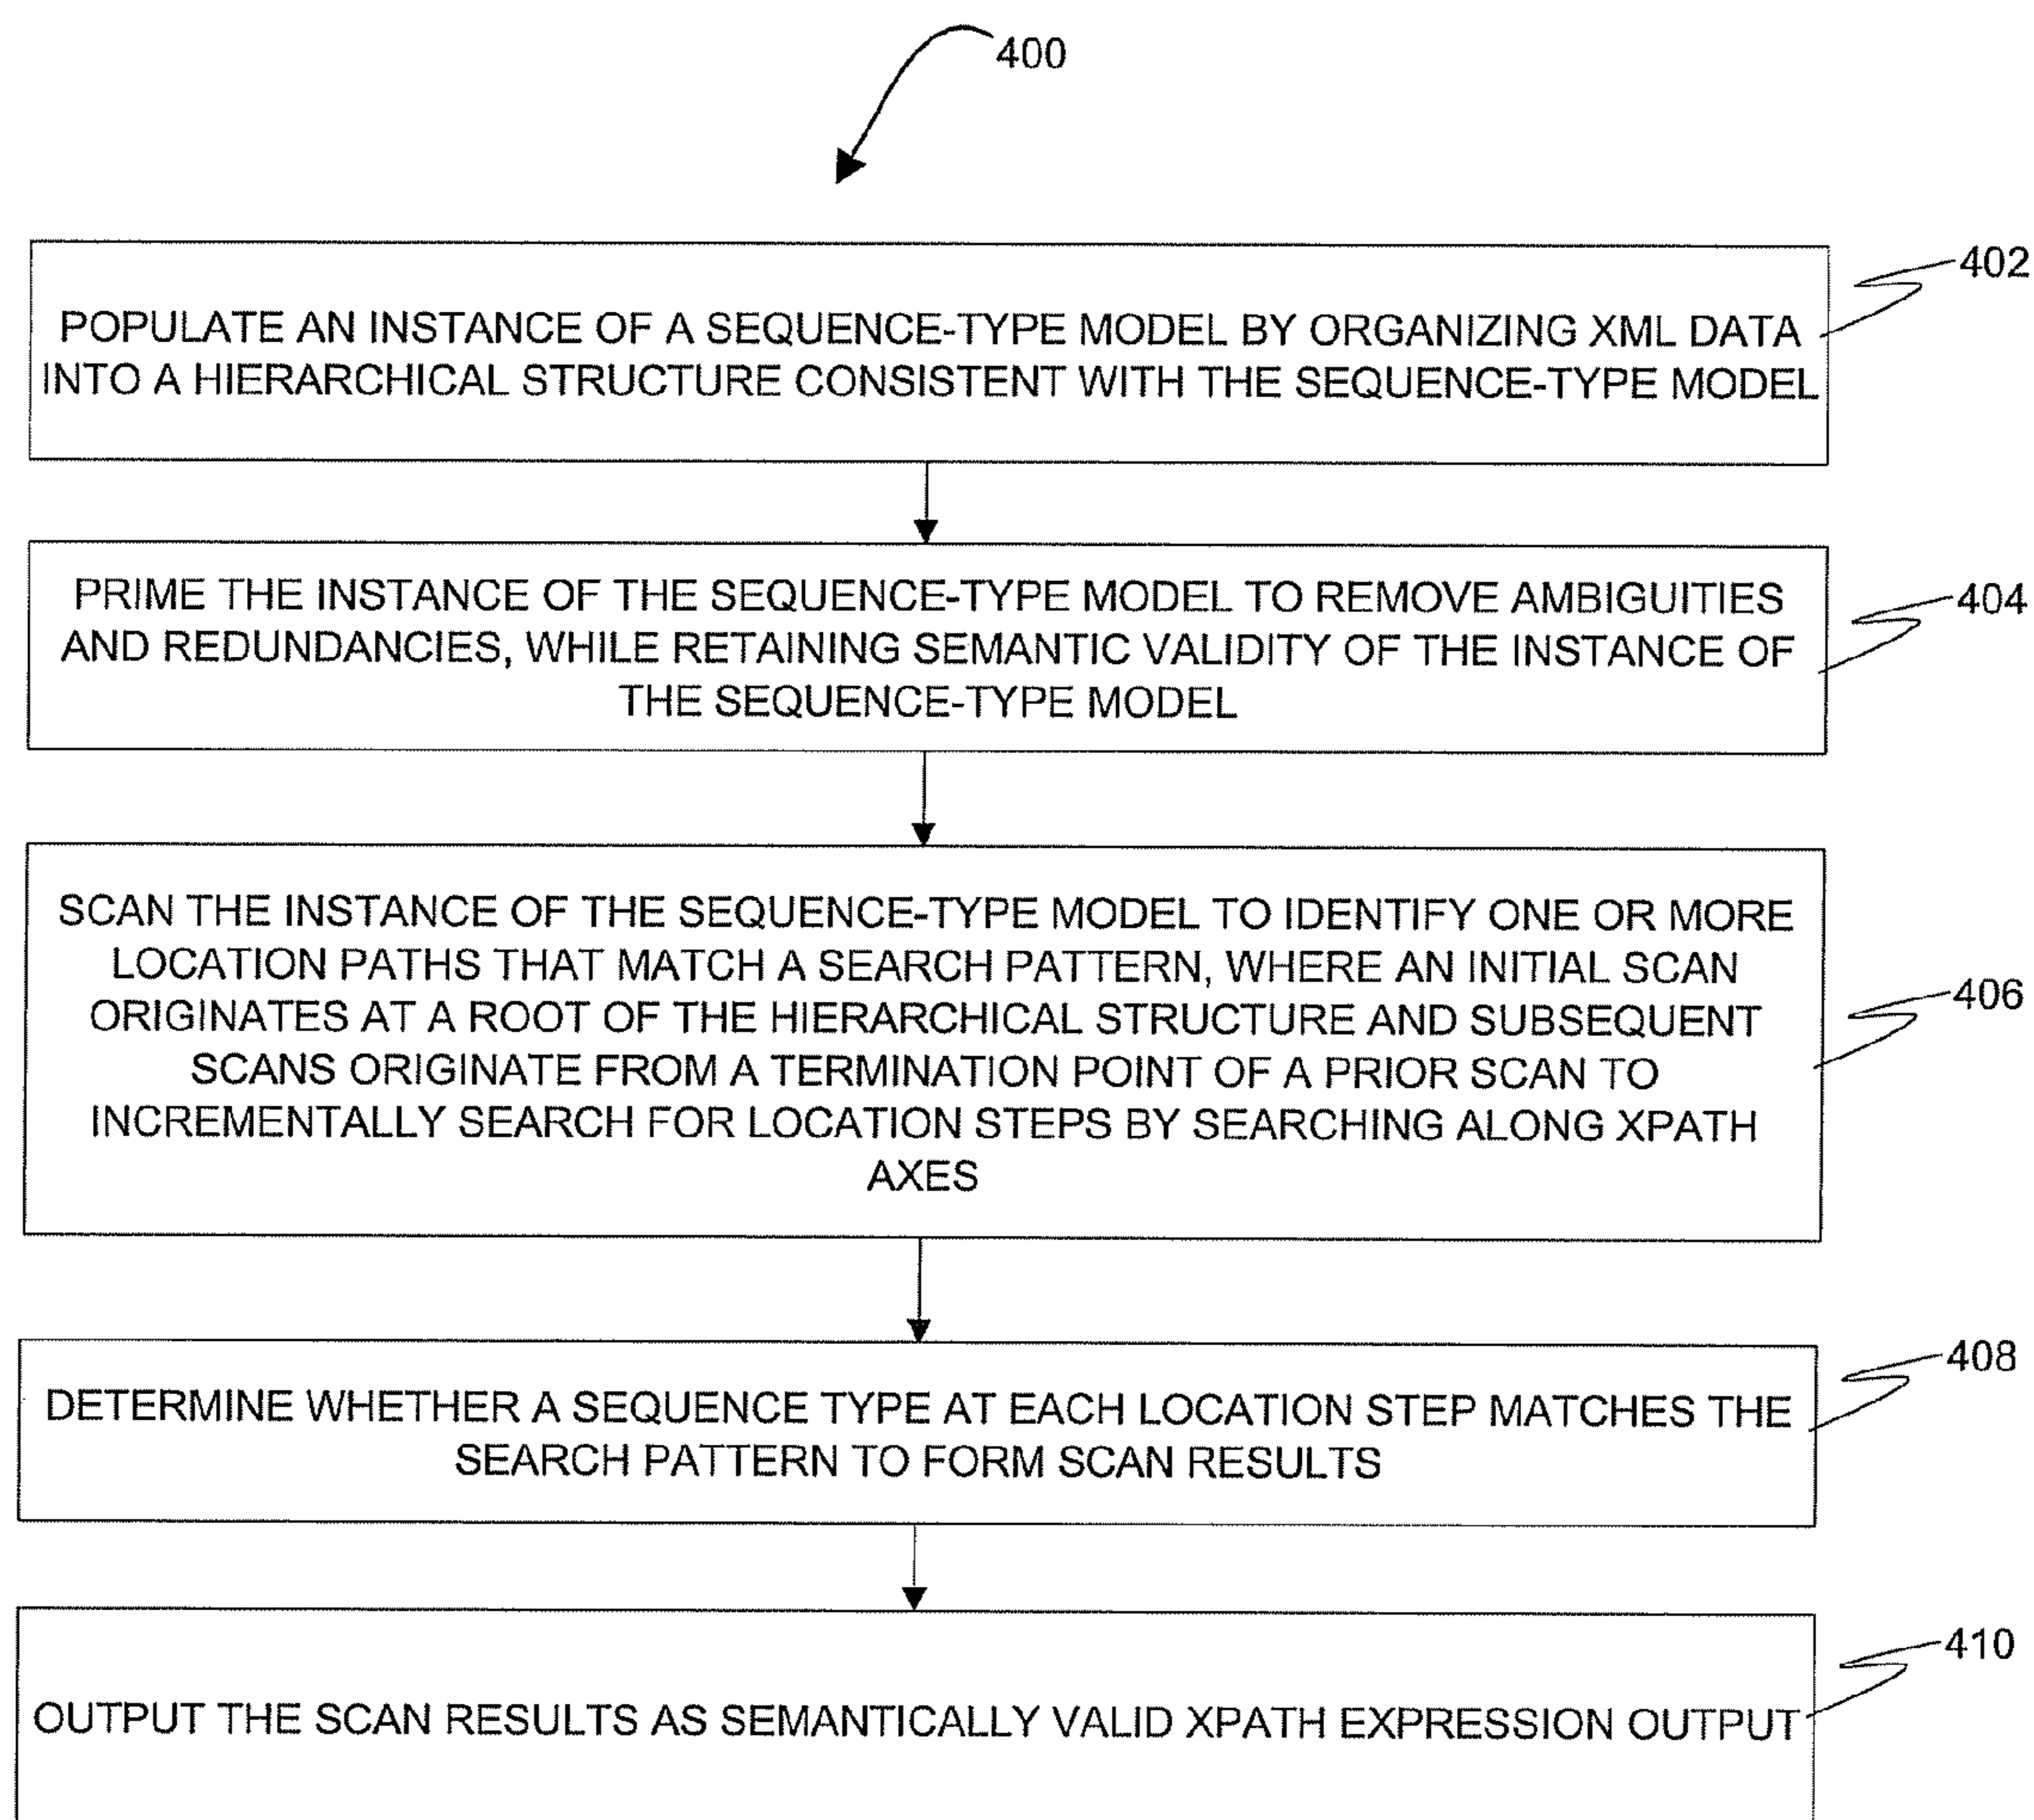 400
402
POPULATE AN INSTANCE OF A SEQUENCE-TYPE MODEL BY ORGANIZING XML DATA
INTO A HIERARCHICAL STRUCTURE CONSISTENT WITH THE SEQUENCE-TYPE MODEL
404
PRIME THE INSTANCE OF THE SEQUENCE-TYPE MODEL TO REMOVE AMBIGUITIES
AND REDUNDANCIES, WHILE RETAINING SEMANTIC VALIDITY OF THE INSTANCE OF
THE SEQUENCE-TYPE MODEL
SCAN THE INSTANCE OF THE SEQUENCE-TYPE MODEL TO IDENTIFY ONE OR MORE
LOCATION PATHS THAT MATCH A SEARCH PATTERN, WHERE AN INITIAL SCAN
406
ORIGINATES AT A ROOT OF THE HIERARCHICAL STRUCTURE AND SUBSEQUENT
SCANS ORIGINATE FROM A TERMINATION POINT OF A PRIOR SCAN TO
INCREMENTALLY SEARCH FOR LOCATION STEPS BY SEARCHING ALONG XPATH
AXES
408
DETERMINE WHETHER A SEQUENCE TYPE AT EACH LOCATION STEP MATCHES THE
SEARCH PATTERN TO FORM SCAN RESULTS
410
OUTPUT THE SCAN RESULTS AS SEMANTICALLY VALID XPATH EXPRESSION OUTPUT